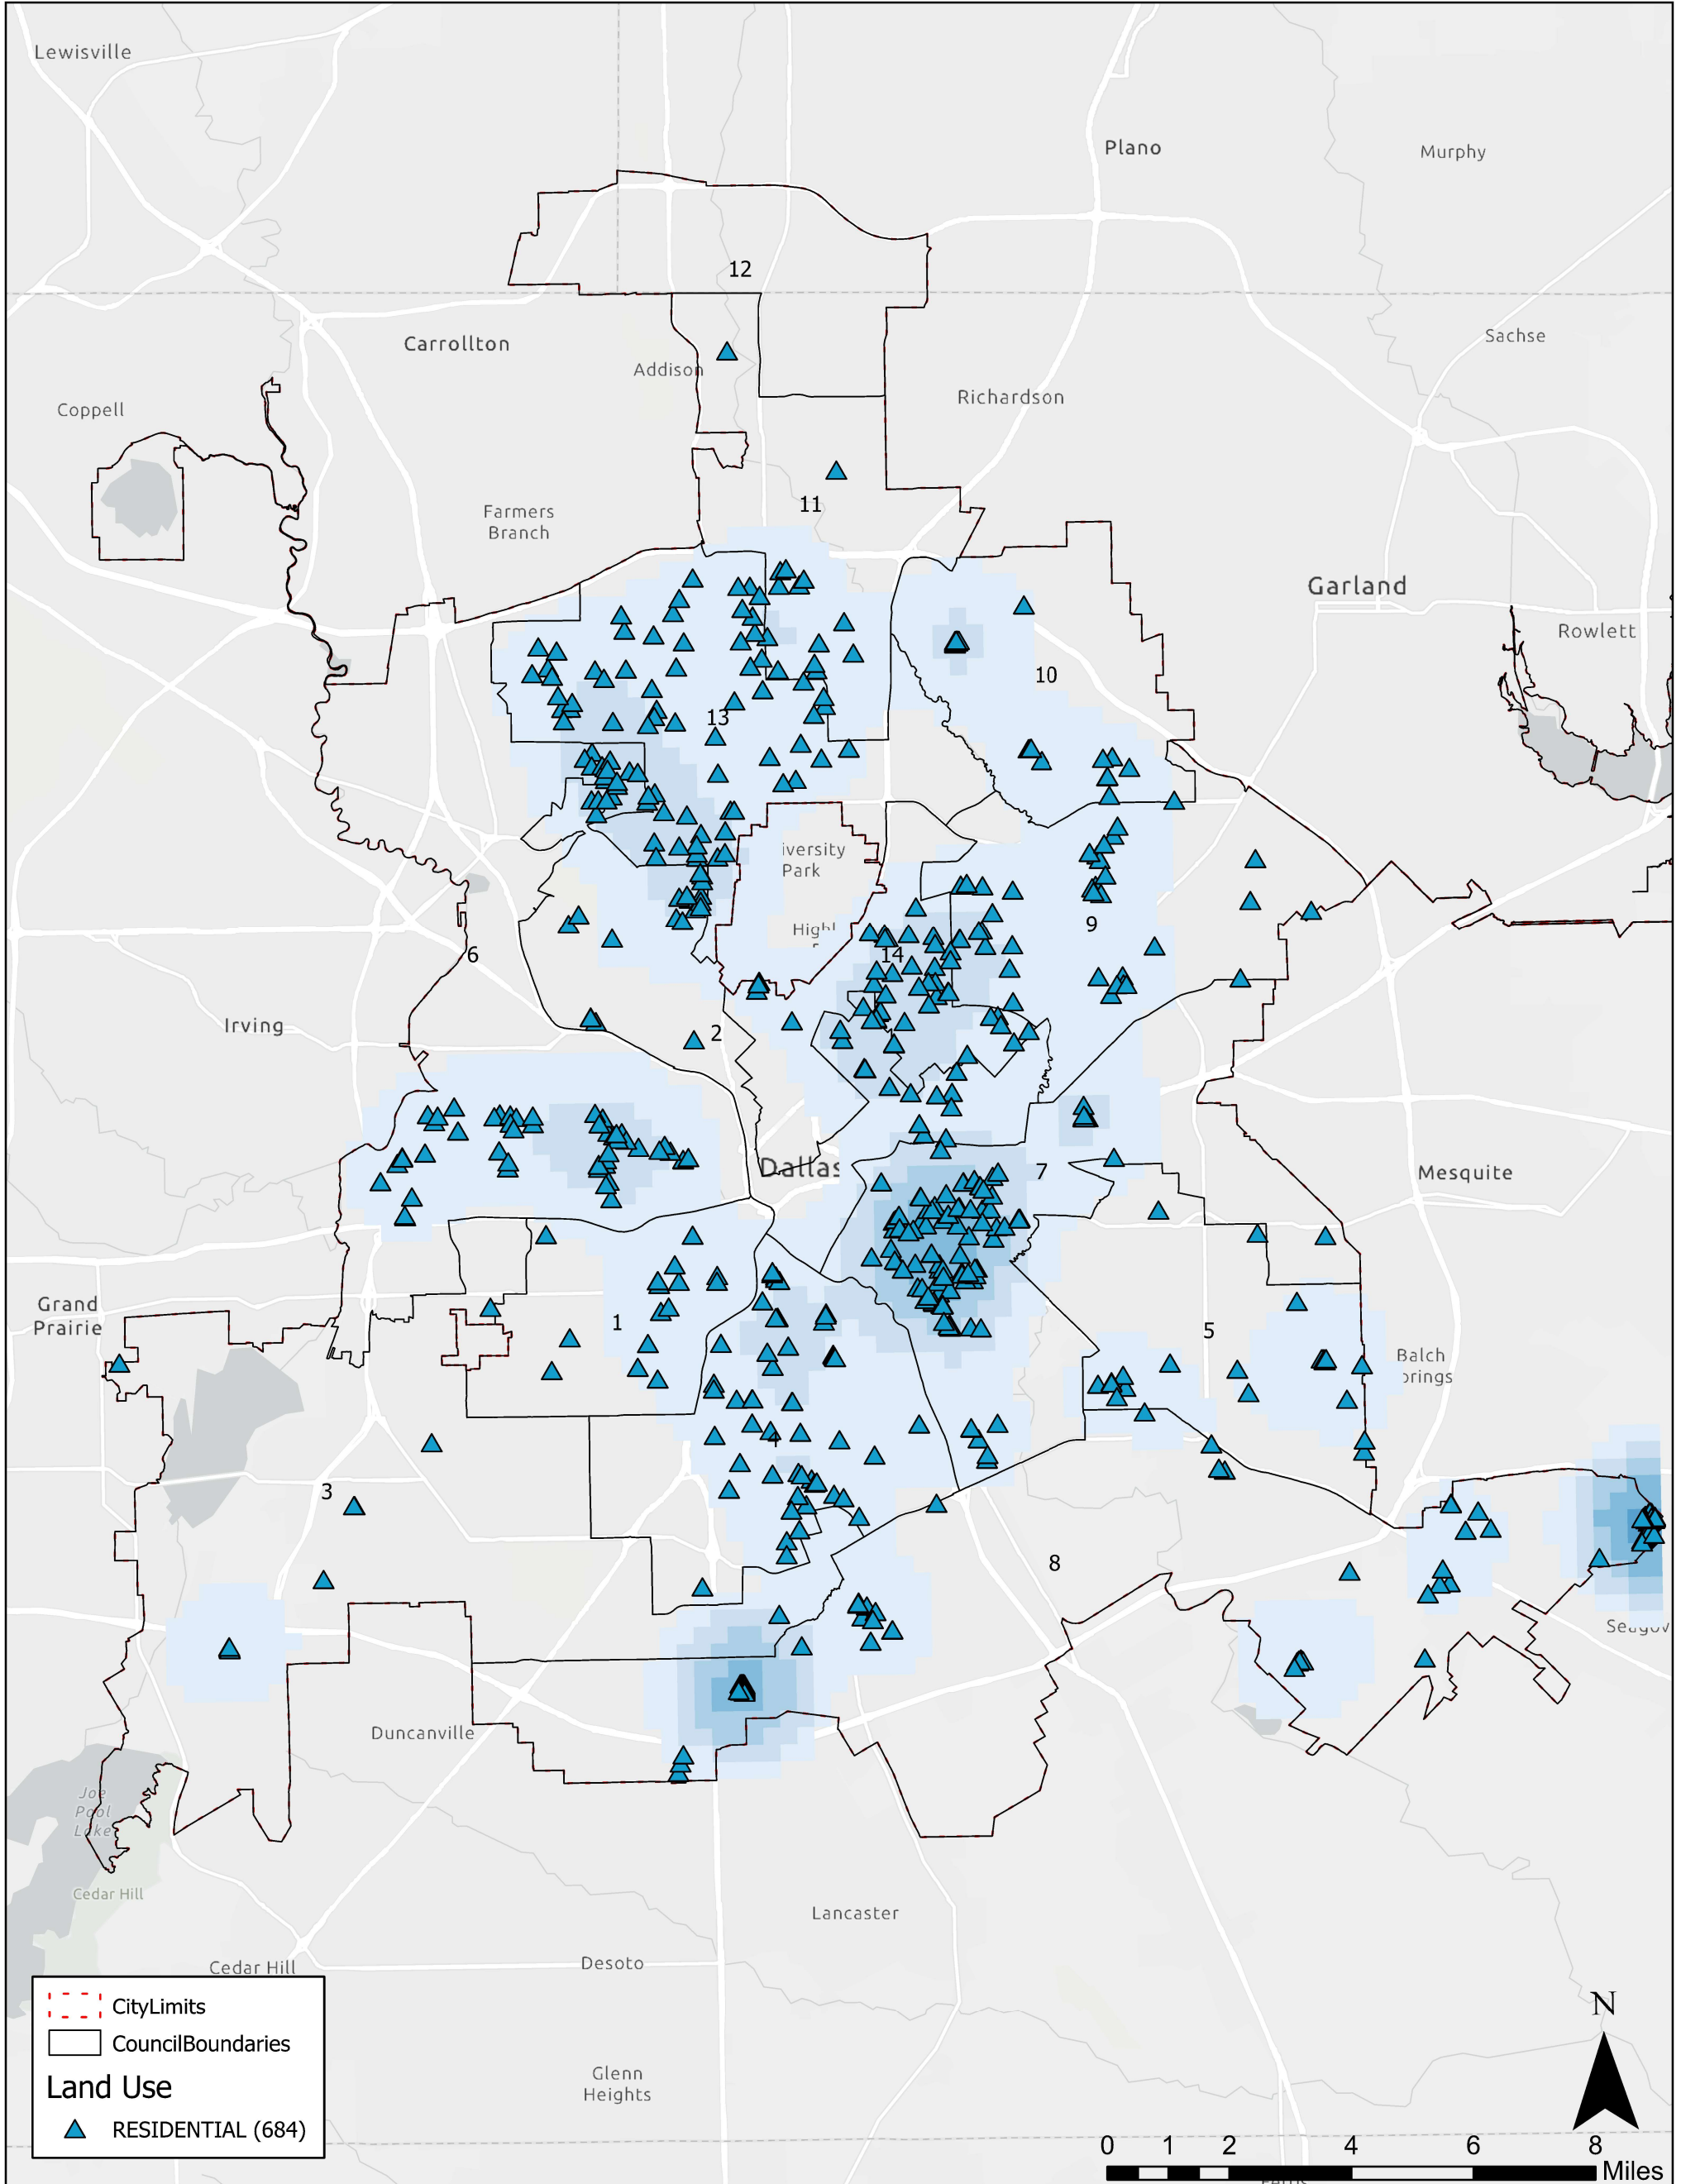 Lewisville
Plano
Murphy
12
Carrollton
Addison
Sachse
Coppell
Richardson
11
Farmers
Branch
Garland
Rowlett
10
13
iversity
Park
9
6
14
Irving
2
Dallas
7
Mesquite
Grand
Prairie
1
5
Balch
orings
4
3
8
Duncanville
Joe
Pool
Lake
Cedar Hill
Lancaster
Cedar Hill
Desoto
CityLimits
CouncilBoundaries
Land Use
RESIDENTIAL (684)
Glenn
Heights
N
0 1 2 4 6 8
Miles